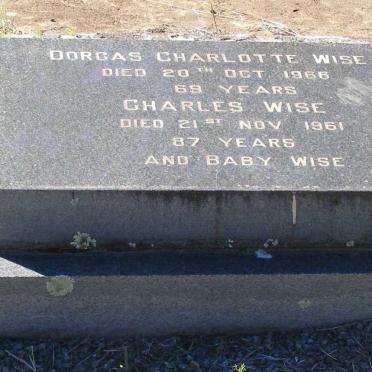 DORCAS CHARLOTTE WISE
DIED 20TH OCT 1966
69 YEARS
CHARLES WISE
DIED 21ST NOV 1961
87 YEARS
AND BABY WISE